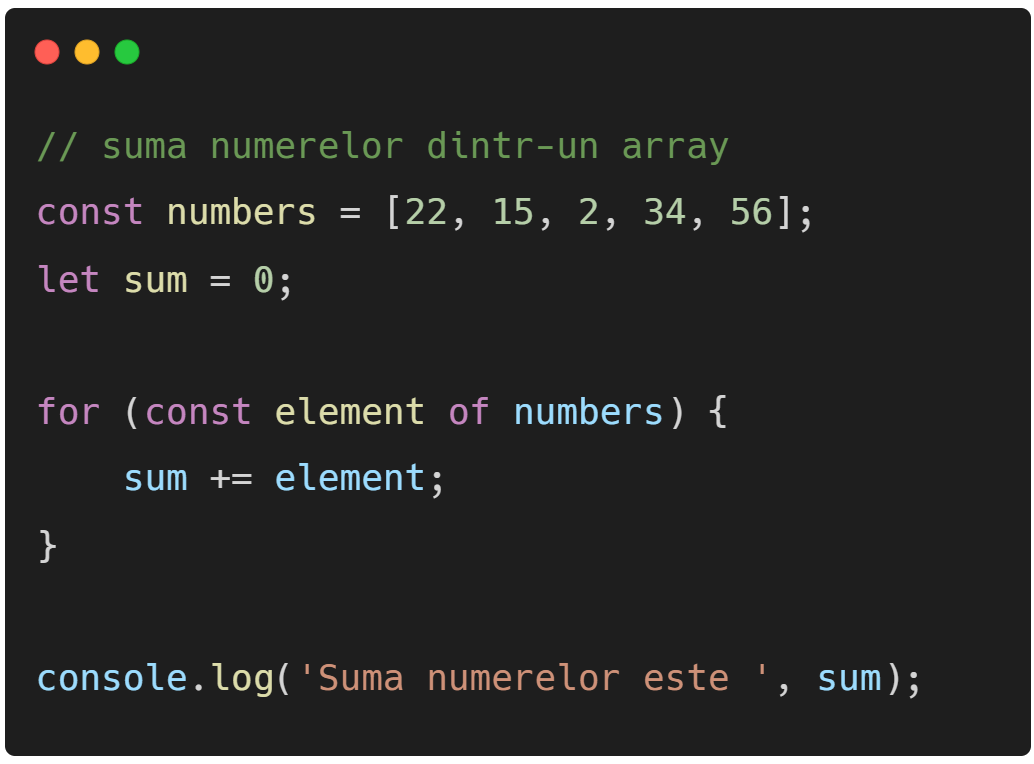 // suma numerelor dintr-un array
const numbers = [22, 15, 2, 34, 56];
let sum = 0;
for (const element of numbers) {
    sum += element;
}
console.log('Suma numerelor este ', sum);